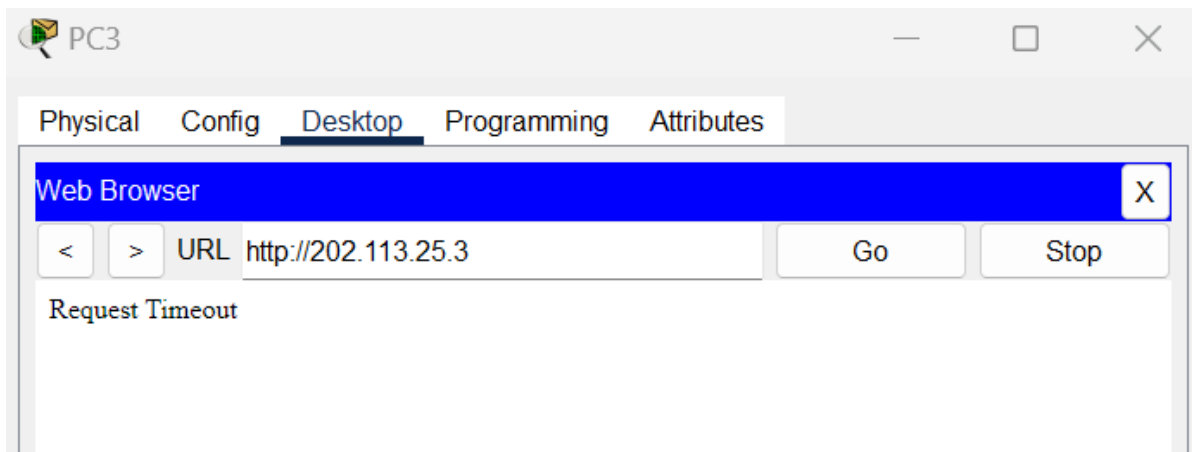 PC3
Physical Config Desktop Programming Attributes
Web Browser
X
< > URL http://202.113.25.3 Go Stop
Request Timeout